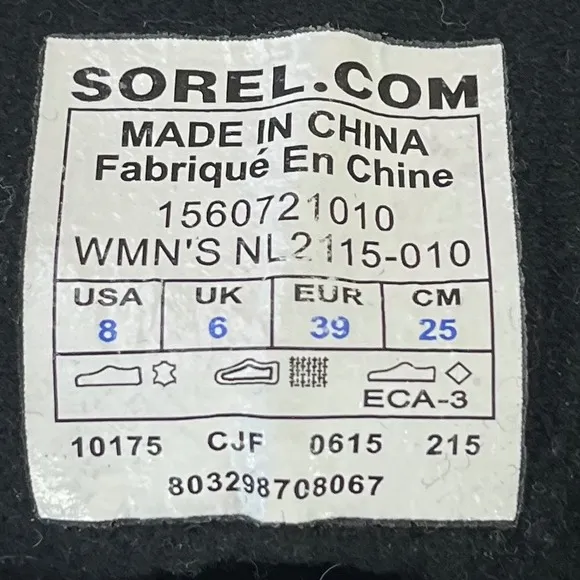 SOREL.COM
MADE IN CHINA
Fabriqué En Chine
1560721010
WMN'S NL2115-010
USA UK EUR CM
8 6 39 25
ECA-3
10175 CJF 0615 215
803298708067